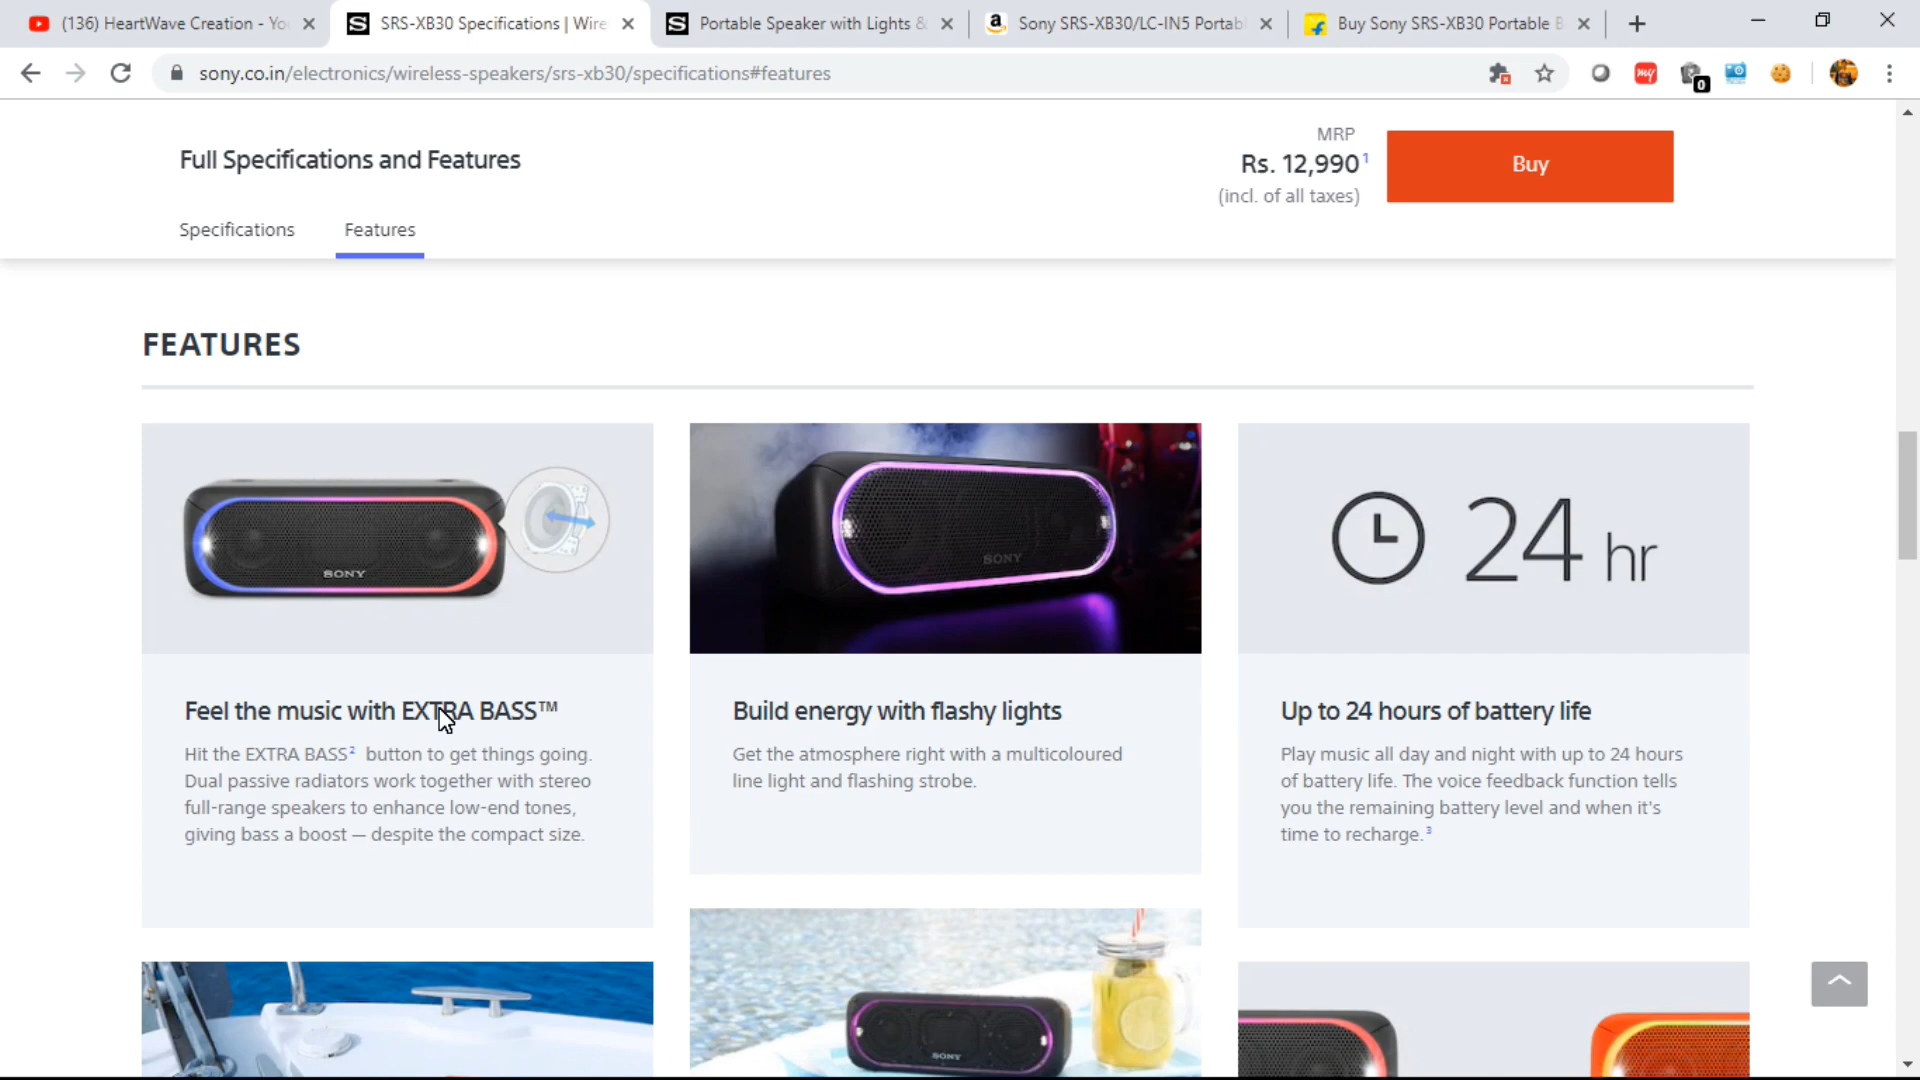 (136) HeartWave Creation - Yo
SRS-XB30 Specifications | Wire
Portable Speaker with Lights &
Sony SRS-XB30/LC-IN5 Portabl
Buy Sony SRS-XB30 Portable B
sony.co.in/electronics/wireless-speakers/srs-xb30/specifications#features
my
0
Full Specifications and Features
MRP
Rs. 12,990¹
(incl. of all taxes)
Buy
Specifications
Features
FEATURES
SONY
SONY
24 hr
Feel the music with EXTRA BASS™
Hit the EXTRA BASS² button to get things going.
Dual passive radiators work together with stereo
full-range speakers to enhance low-end tones,
giving bass a boost — despite the compact size.
Build energy with flashy lights
Get the atmosphere right with a multicoloured
line light and flashing strobe.
Up to 24 hours of battery life
Play music all day and night with up to 24 hours
of battery life. The voice feedback function tells
you the remaining battery level and when it's
time to recharge.³
SONY